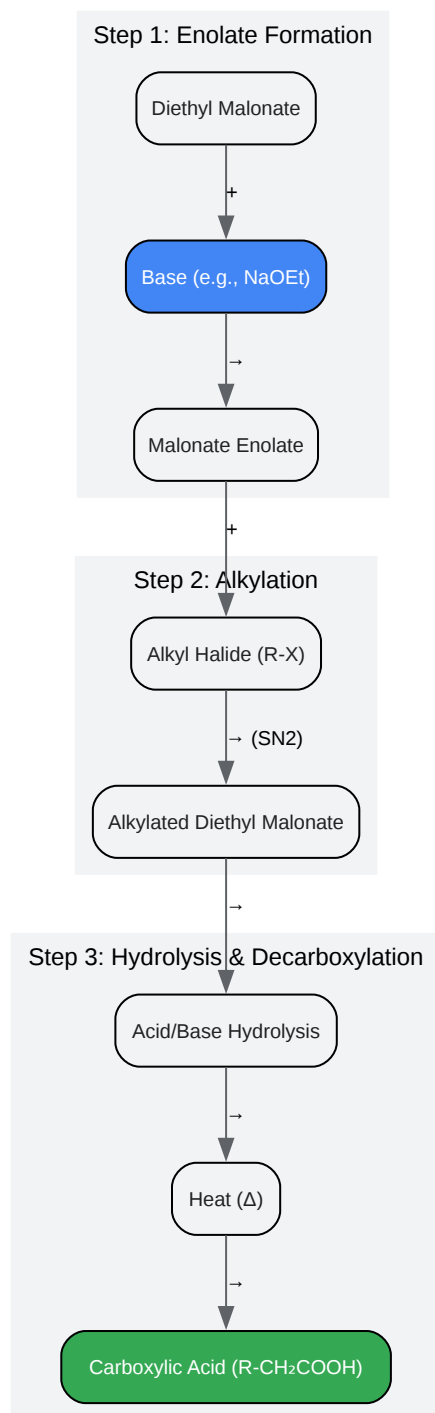 Step 1: Enolate Formation
Diethyl Malonate
+
Base (e.g., NaOEt)
→
Malonate Enolate
+
Step 2: Alkylation
Alkyl Halide (R-X)
→ (SN2)
Alkylated Diethyl Malonate
→
Step 3: Hydrolysis & Decarboxylation
Acid/Base Hydrolysis
→
Heat (Δ)
→
Carboxylic Acid (R-CH₂COOH)